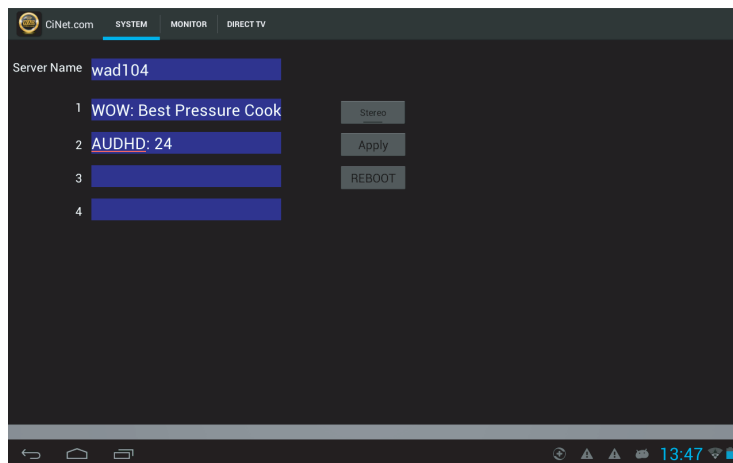 CiNet.com SYSTEM MONITOR DIRECT TV
Server Name wad104
1 WOW: Best Pressure Cook Stereo
2 AUDHD: 24 Apply
3 REBOOT
4
13:47